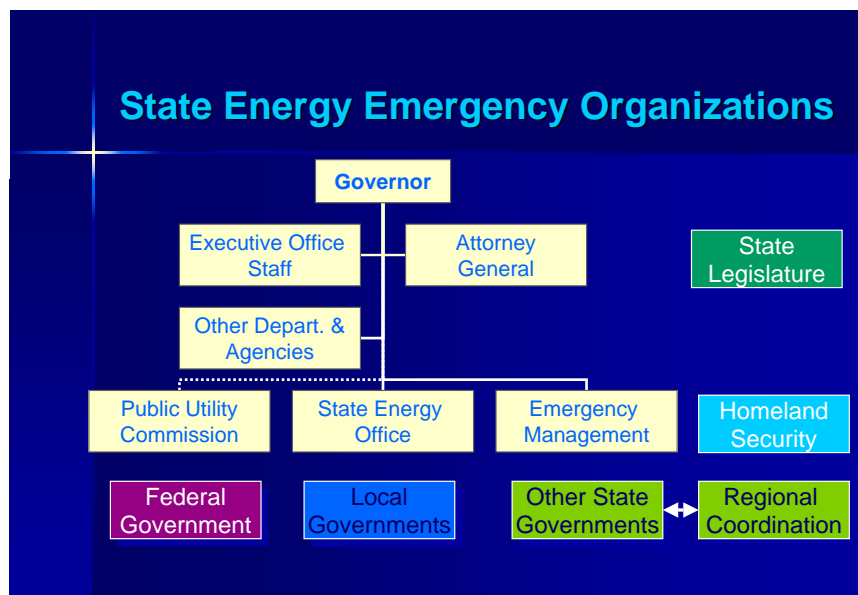 State Energy Emergency Organizations
Governor
Executive Office
Staff
Attorney
General
State
Legislature
Other Depart. &
Agencies
Public Utility
Commission
State Energy
Office
Emergency
Management
Homeland
Security
Federal
Government
Local
Governments
Other State
Governments
Regional
Coordination